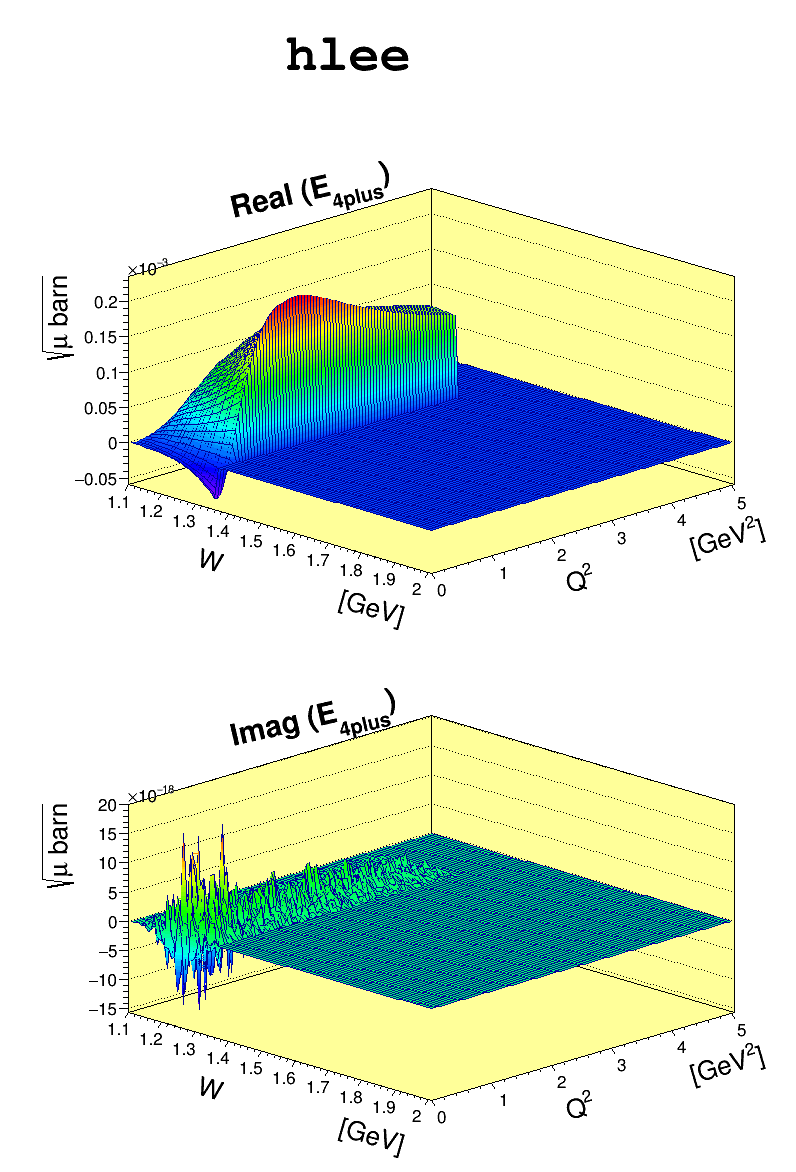 hlee
Real (E4plus)
×10⁻³
0.2
0.15
0.1
0.05
0
−0.05
√μ barn
1.1 1.2 1.3 1.4 1.5 1.6 1.7 1.8 1.9 2
W [GeV]
0 1 2 3 4 5
Q² [GeV²]
Imag (E4plus)
×10⁻¹⁸
20
15
10
5
0
−5
−10
−15
√μ barn
1.1 1.2 1.3 1.4 1.5 1.6 1.7 1.8 1.9 2
W [GeV]
0 1 2 3 4 5
Q² [GeV²]